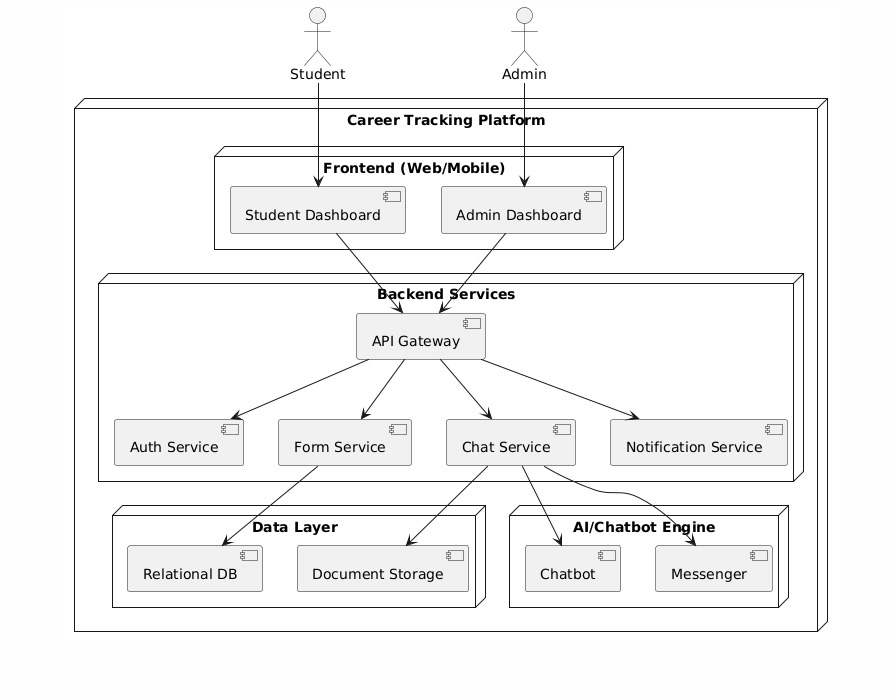 Student
Admin
Career Tracking Platform
Frontend (Web/Mobile)
Student Dashboard
Admin Dashboard
Backend Services
API Gateway
Auth Service
Form Service
Chat Service
Notification Service
Data Layer
AI/Chatbot Engine
Relational DB
Document Storage
Chatbot
Messenger